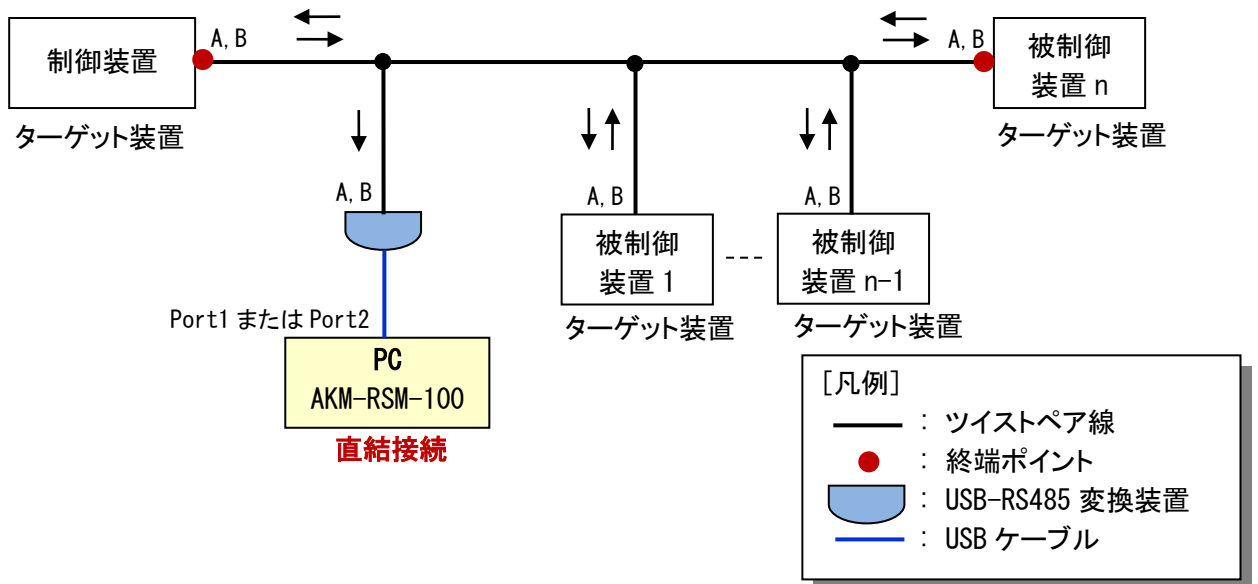 制御装置
A, B
ターゲット装置
A, B
被制御
装置 n
ターゲット装置
A, B
Port1 または Port2
PC
AKM-RSM-100
直結接続
A, B
被制御
装置 1
ターゲット装置
A, B
被制御
装置 n-1
ターゲット装置
[凡例]
: ツイストペア線
: 終端ポイント
: USB-RS485 変換装置
: USB ケーブル